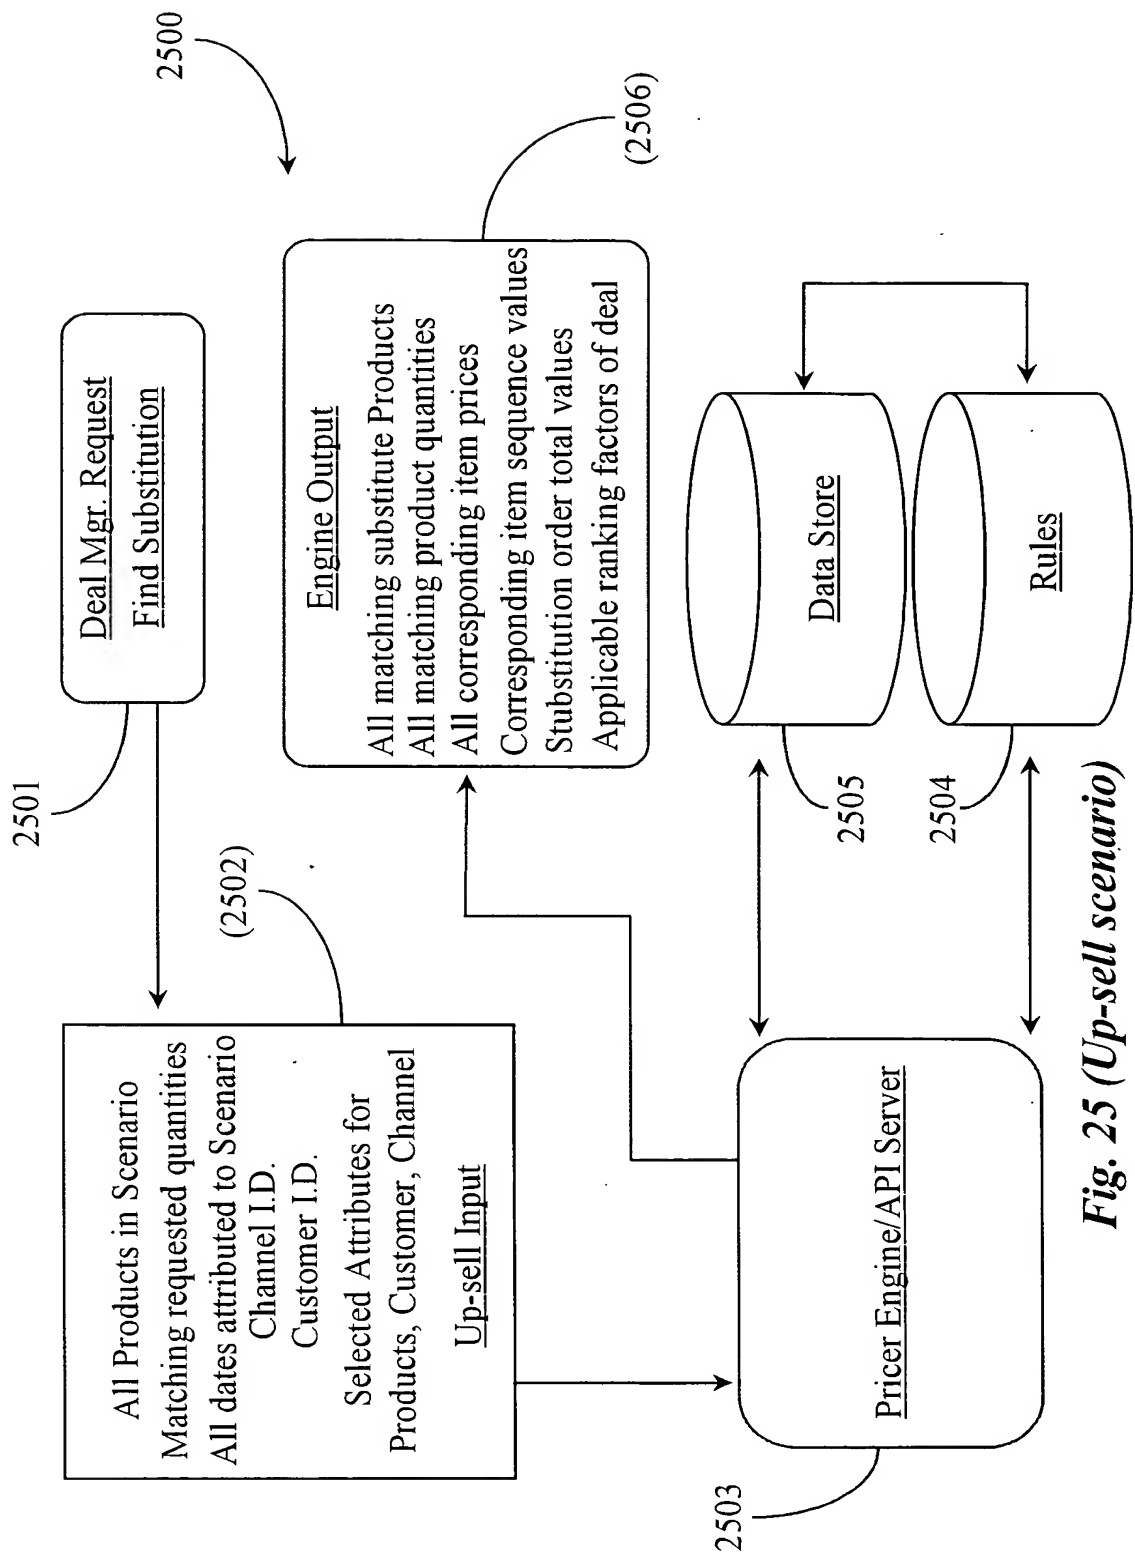 2500
2501
Deal Mgr. Request
Find Substitution
(2502)
All Products in Scenario
Matching requested quantities
All dates attributed to Scenario
Channel I.D.
Customer I.D.
Selected Attributes for
Products, Customer, Channel
Up-sell Input
(2506)
Engine Output
All matching substitute Products
All matching product quantities
All corresponding item prices
Corresponding item sequence values
Stubstitution order total values
Applicable ranking factors of deal
2503
Pricer Engine/API Server
2505
Data Store
2504
Rules
Fig. 25 (Up-sell scenario)